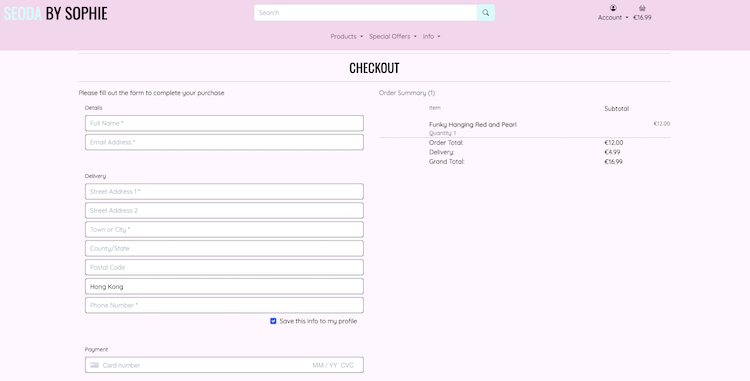 SEODA BY SOPHIE
Search
Account
€16.99
Products
Special Offers
Info
CHECKOUT
Please fill out the form to complete your purchase
Details
Full Name *
Email Address *
Delivery
Street Address 1 *
Street Address 2
Town or City *
County/State
Postal Code
Hong Kong
Phone Number *
Save this info to my profile
Payment
Card number MM / YY CVC
Order Summary (1)
Item Subtotal
Funky Hanging Red and Pearl €12.00
Quantity: 1
Order Total: €12.00
Delivery: €4.99
Grand Total: €16.99